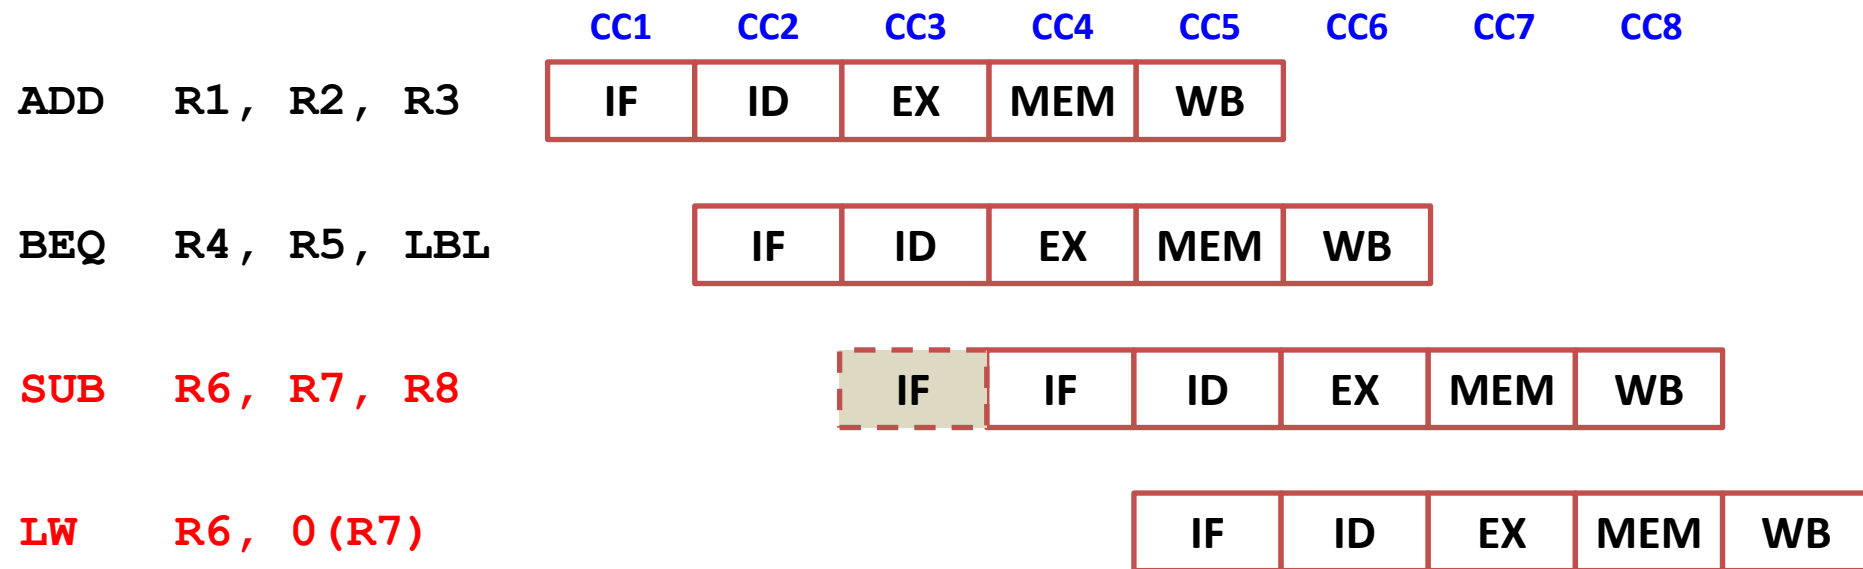 CC1 CC2 CC3 CC4 CC5 CC6 CC7 CC8
ADD R1, R2, R3 IF ID EX MEM WB
BEQ R4, R5, LBL IF ID EX MEM WB
SUB R6, R7, R8 IF IF ID EX MEM WB
LW R6, 0(R7) IF ID EX MEM WB